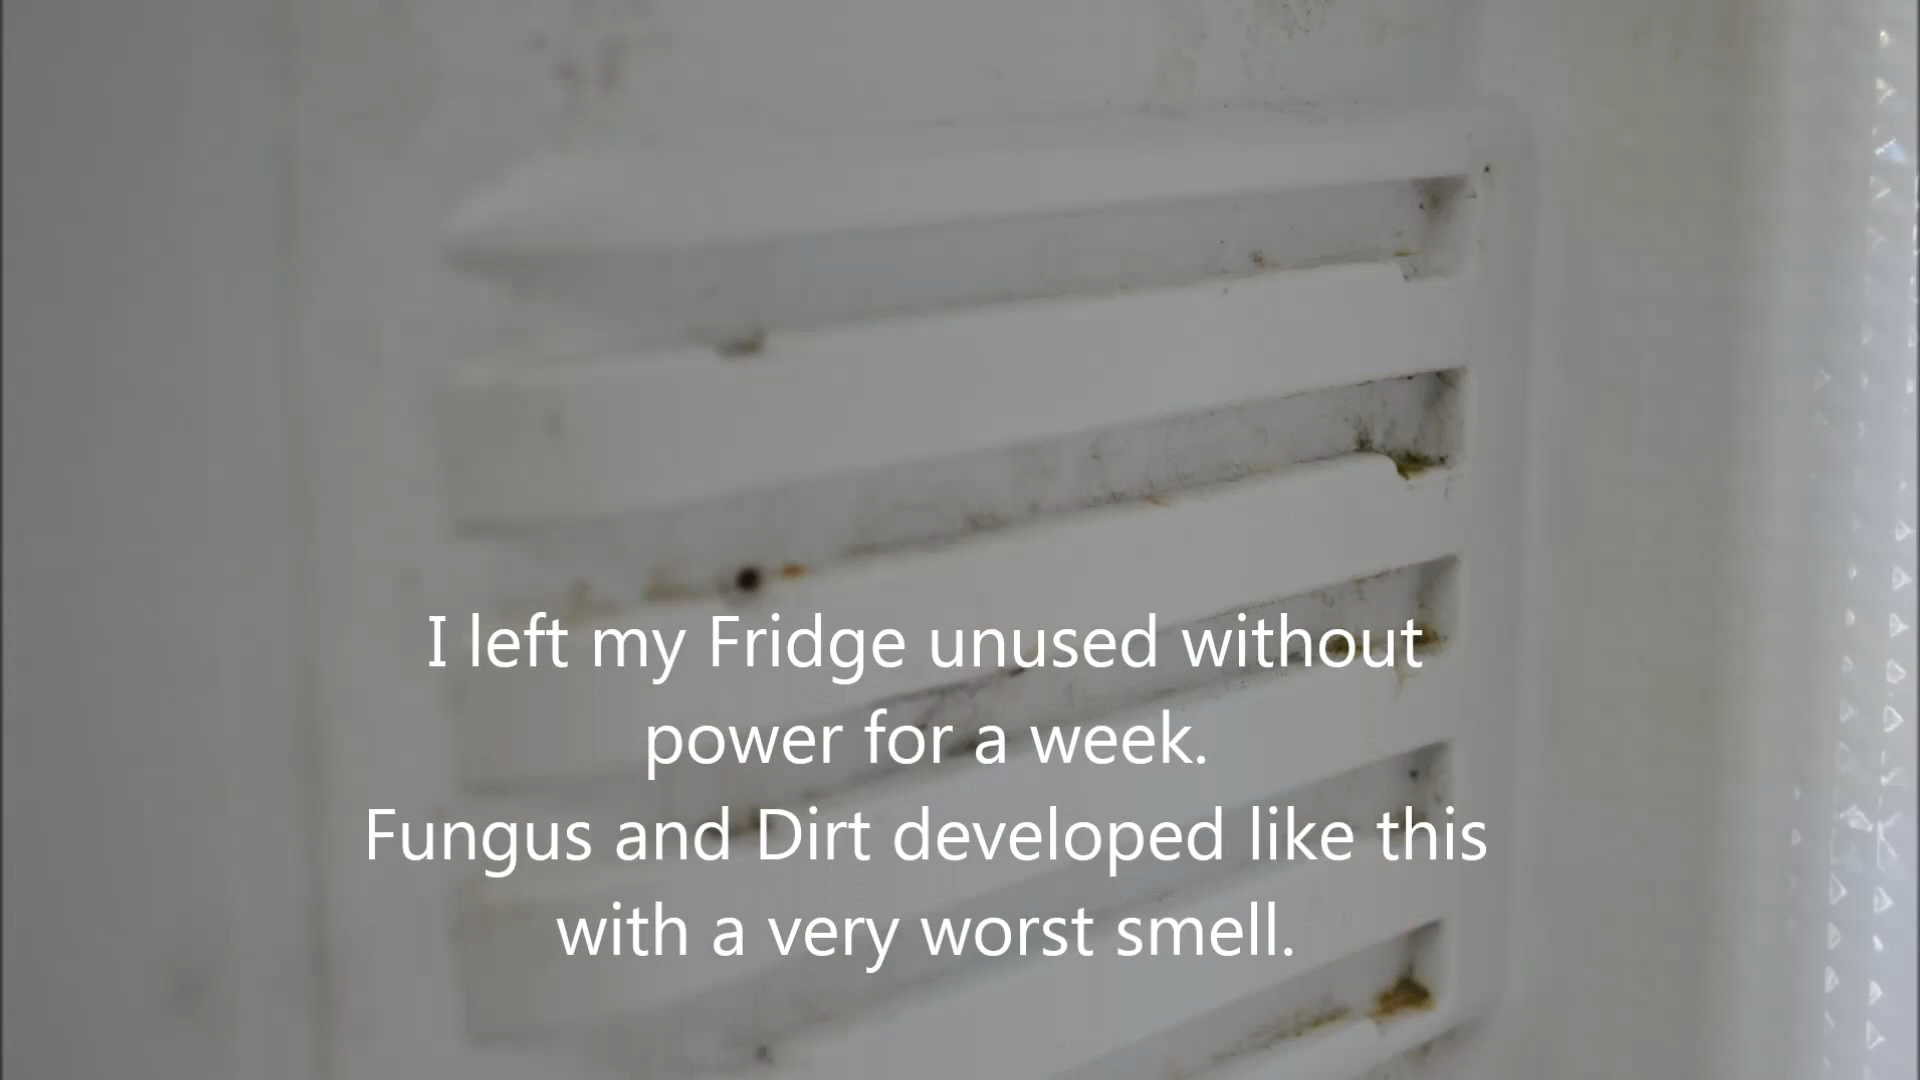 I left my Fridge unused without
power for a week.
Fungus and Dirt developed like this
with a very worst smell.